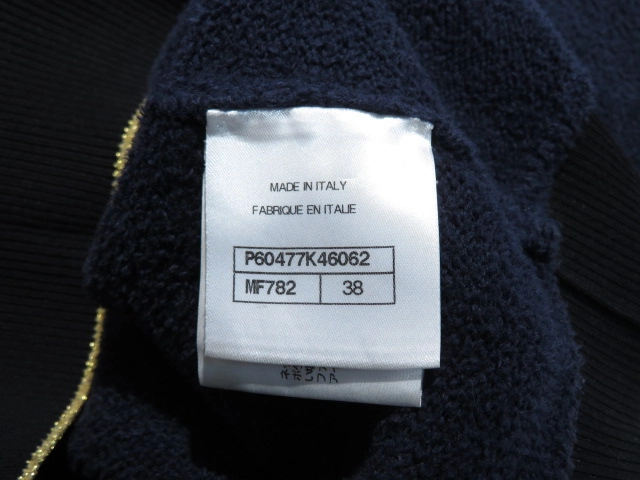 MADE IN ITALY
FABRIQUE EN ITALIE
P60477K46062
MF782 38